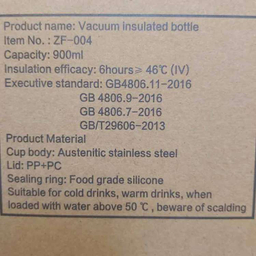 Product name: Vacuum insulated bottle
Item No. : ZF-004
Capacity: 900ml
Insulation efficacy: 6hours≥ 46℃ (IV)
Executive standard: GB4806.11-2016
GB 4806.9-2016
GB 4806.7-2016
GB/T29606-2013
Product Material
Cup body: Austenitic stainless steel
Lid: PP+PC
Sealing ring: Food grade silicone
Suitable for cold drinks, warm drinks, when
loaded with water above 50 ℃ , beware of scalding